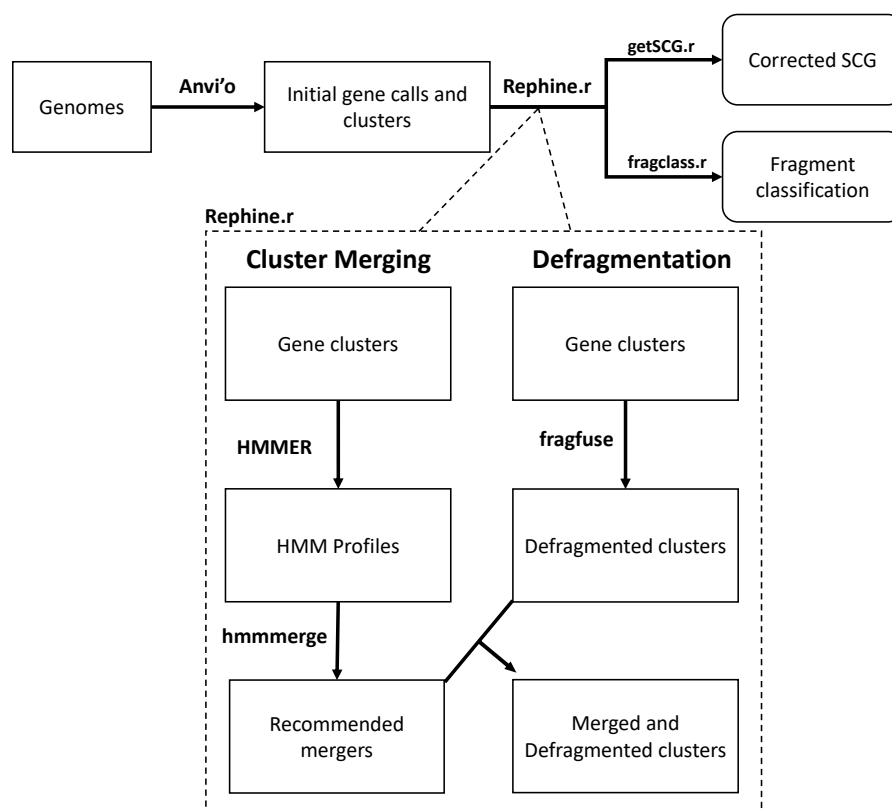 Genomes
Anvi’o
Initial gene calls and
clusters
Rephine.r
getSCG.r
Corrected SCG
fragclass.r
Fragment
classification
Rephine.r
Cluster Merging
Defragmentation
Gene clusters
Gene clusters
HMMER
fragfuse
HMM Profiles
Defragmented clusters
hmmmerge
Recommended
mergers
Merged and
Defragmented clusters